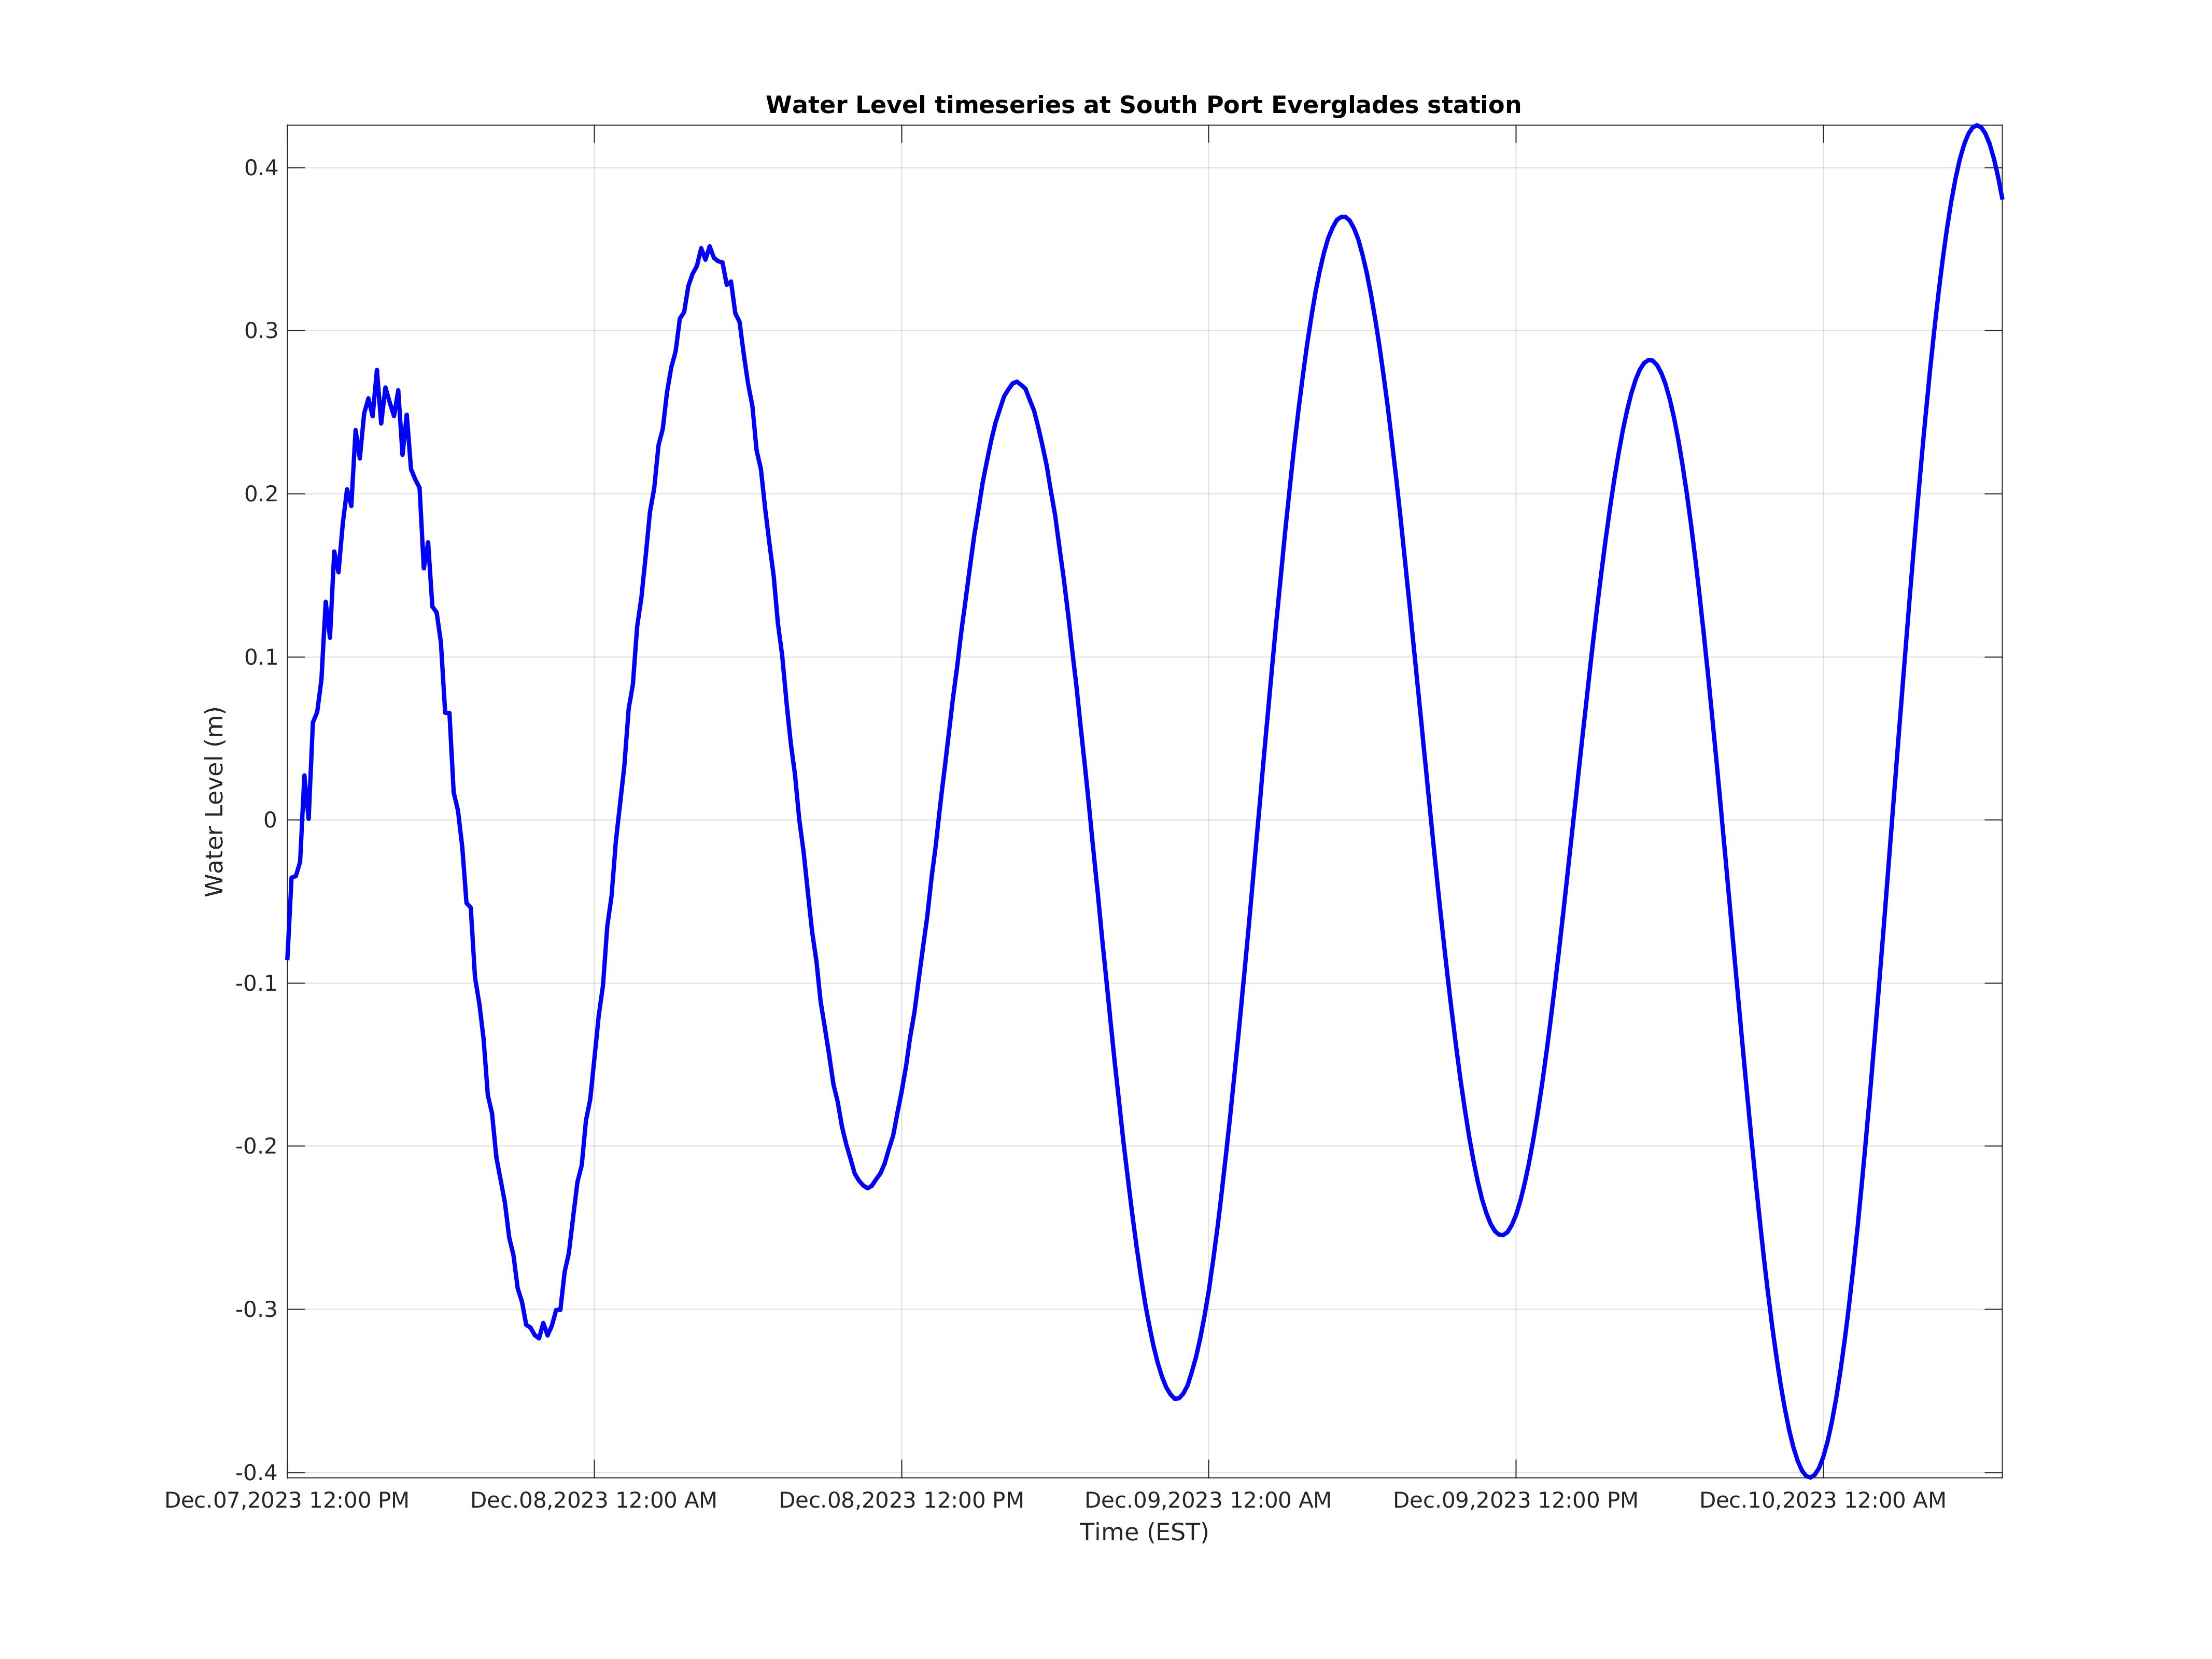 Water Level timeseries at South Port Everglades station
0.4
0.3
0.2
0.1
0
-0.1
-0.2
-0.3
-0.4
Water Level (m)
Dec.07,2023 12:00 PM Dec.08,2023 12:00 AM Dec.08,2023 12:00 PM Dec.09,2023 12:00 AM Dec.09,2023 12:00 PM Dec.10,2023 12:00 AM
Time (EST)